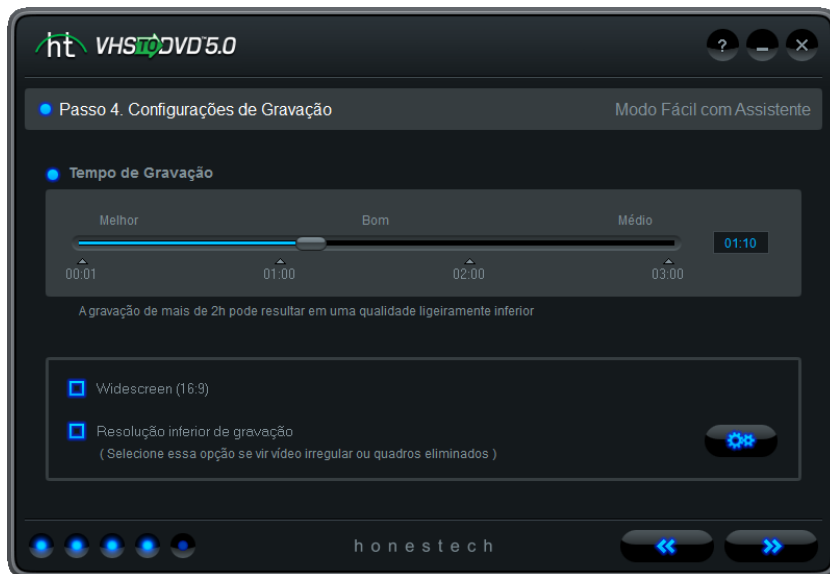 ht VHS TO DVD™ 5.0
?
Passo 4. Configurações de Gravação
Modo Fácil com Assistente
Tempo de Gravação
Melhor Bom Médio
01:10
00:01 01:00 02:00 03:00
A gravação de mais de 2h pode resultar em uma qualidade ligeiramente inferior
Widescreen (16:9)
Resolução inferior de gravação
( Selecione essa opção se vir vídeo irregular ou quadros eliminados )
honestech